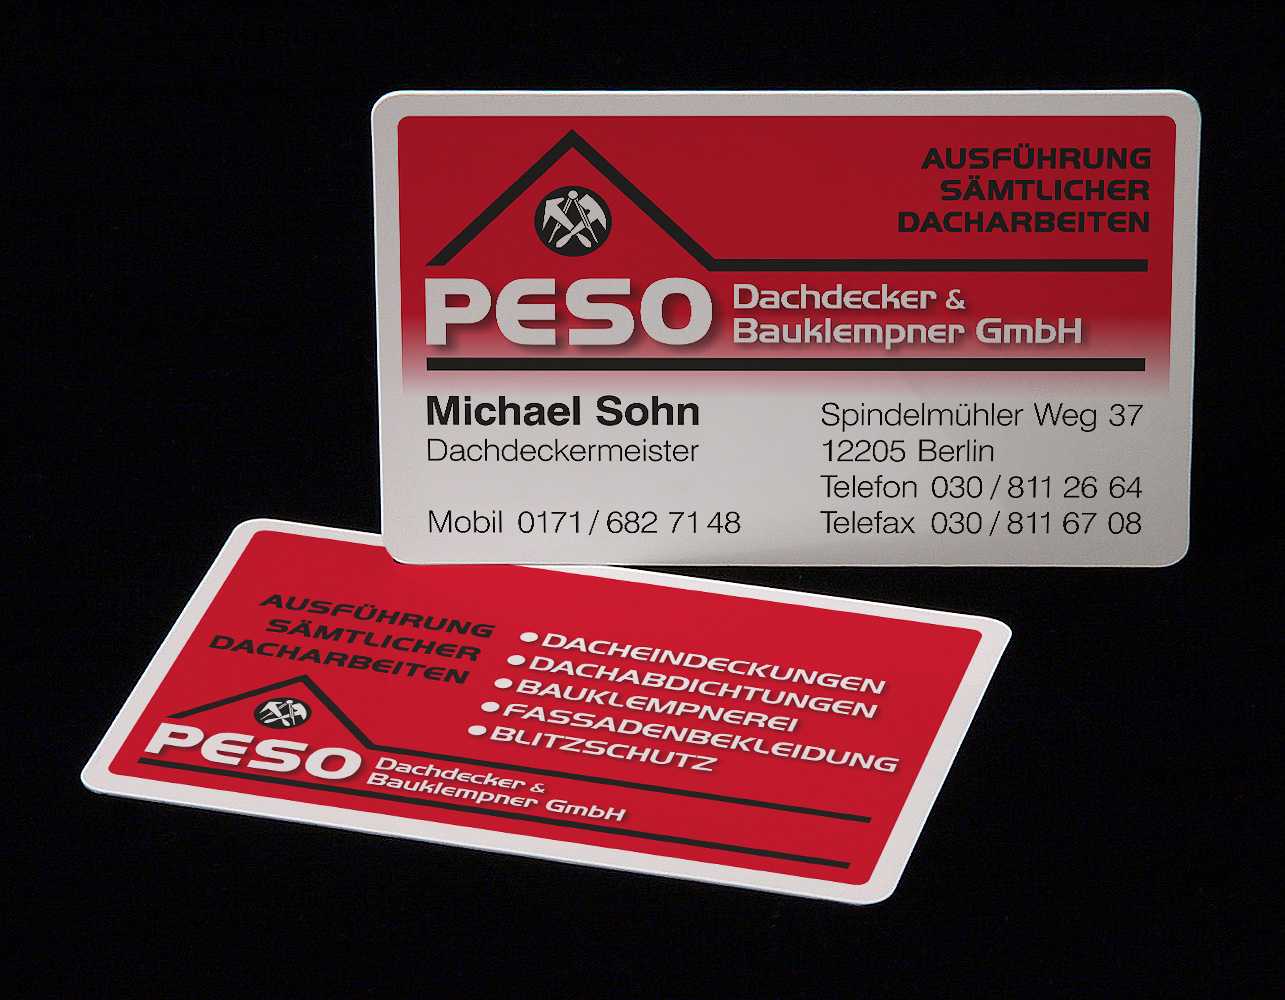 AUSFÜHRUNG
SÄMTLICHER
DACHARBEITEN
PESO
Dachdecker &
Bauklempner GmbH
Michael Sohn
Dachdeckermeister
Mobil 0171/682 71 48
Spindelmühler Weg 37
12205 Berlin
Telefon 030/811 26 64
Telefax 030/811 67 08
AUSFÜHRUNG
SÄMTLICHER
DACHARBEITEN
●DACHEINDECKUNGEN
●DACHABDICHTUNGEN
●BAUKLEMPNEREI
●FASSADENBEKLEIDUNG
●BLITZSCHUTZ
PESO
Dachdecker &
Bauklempner GmbH